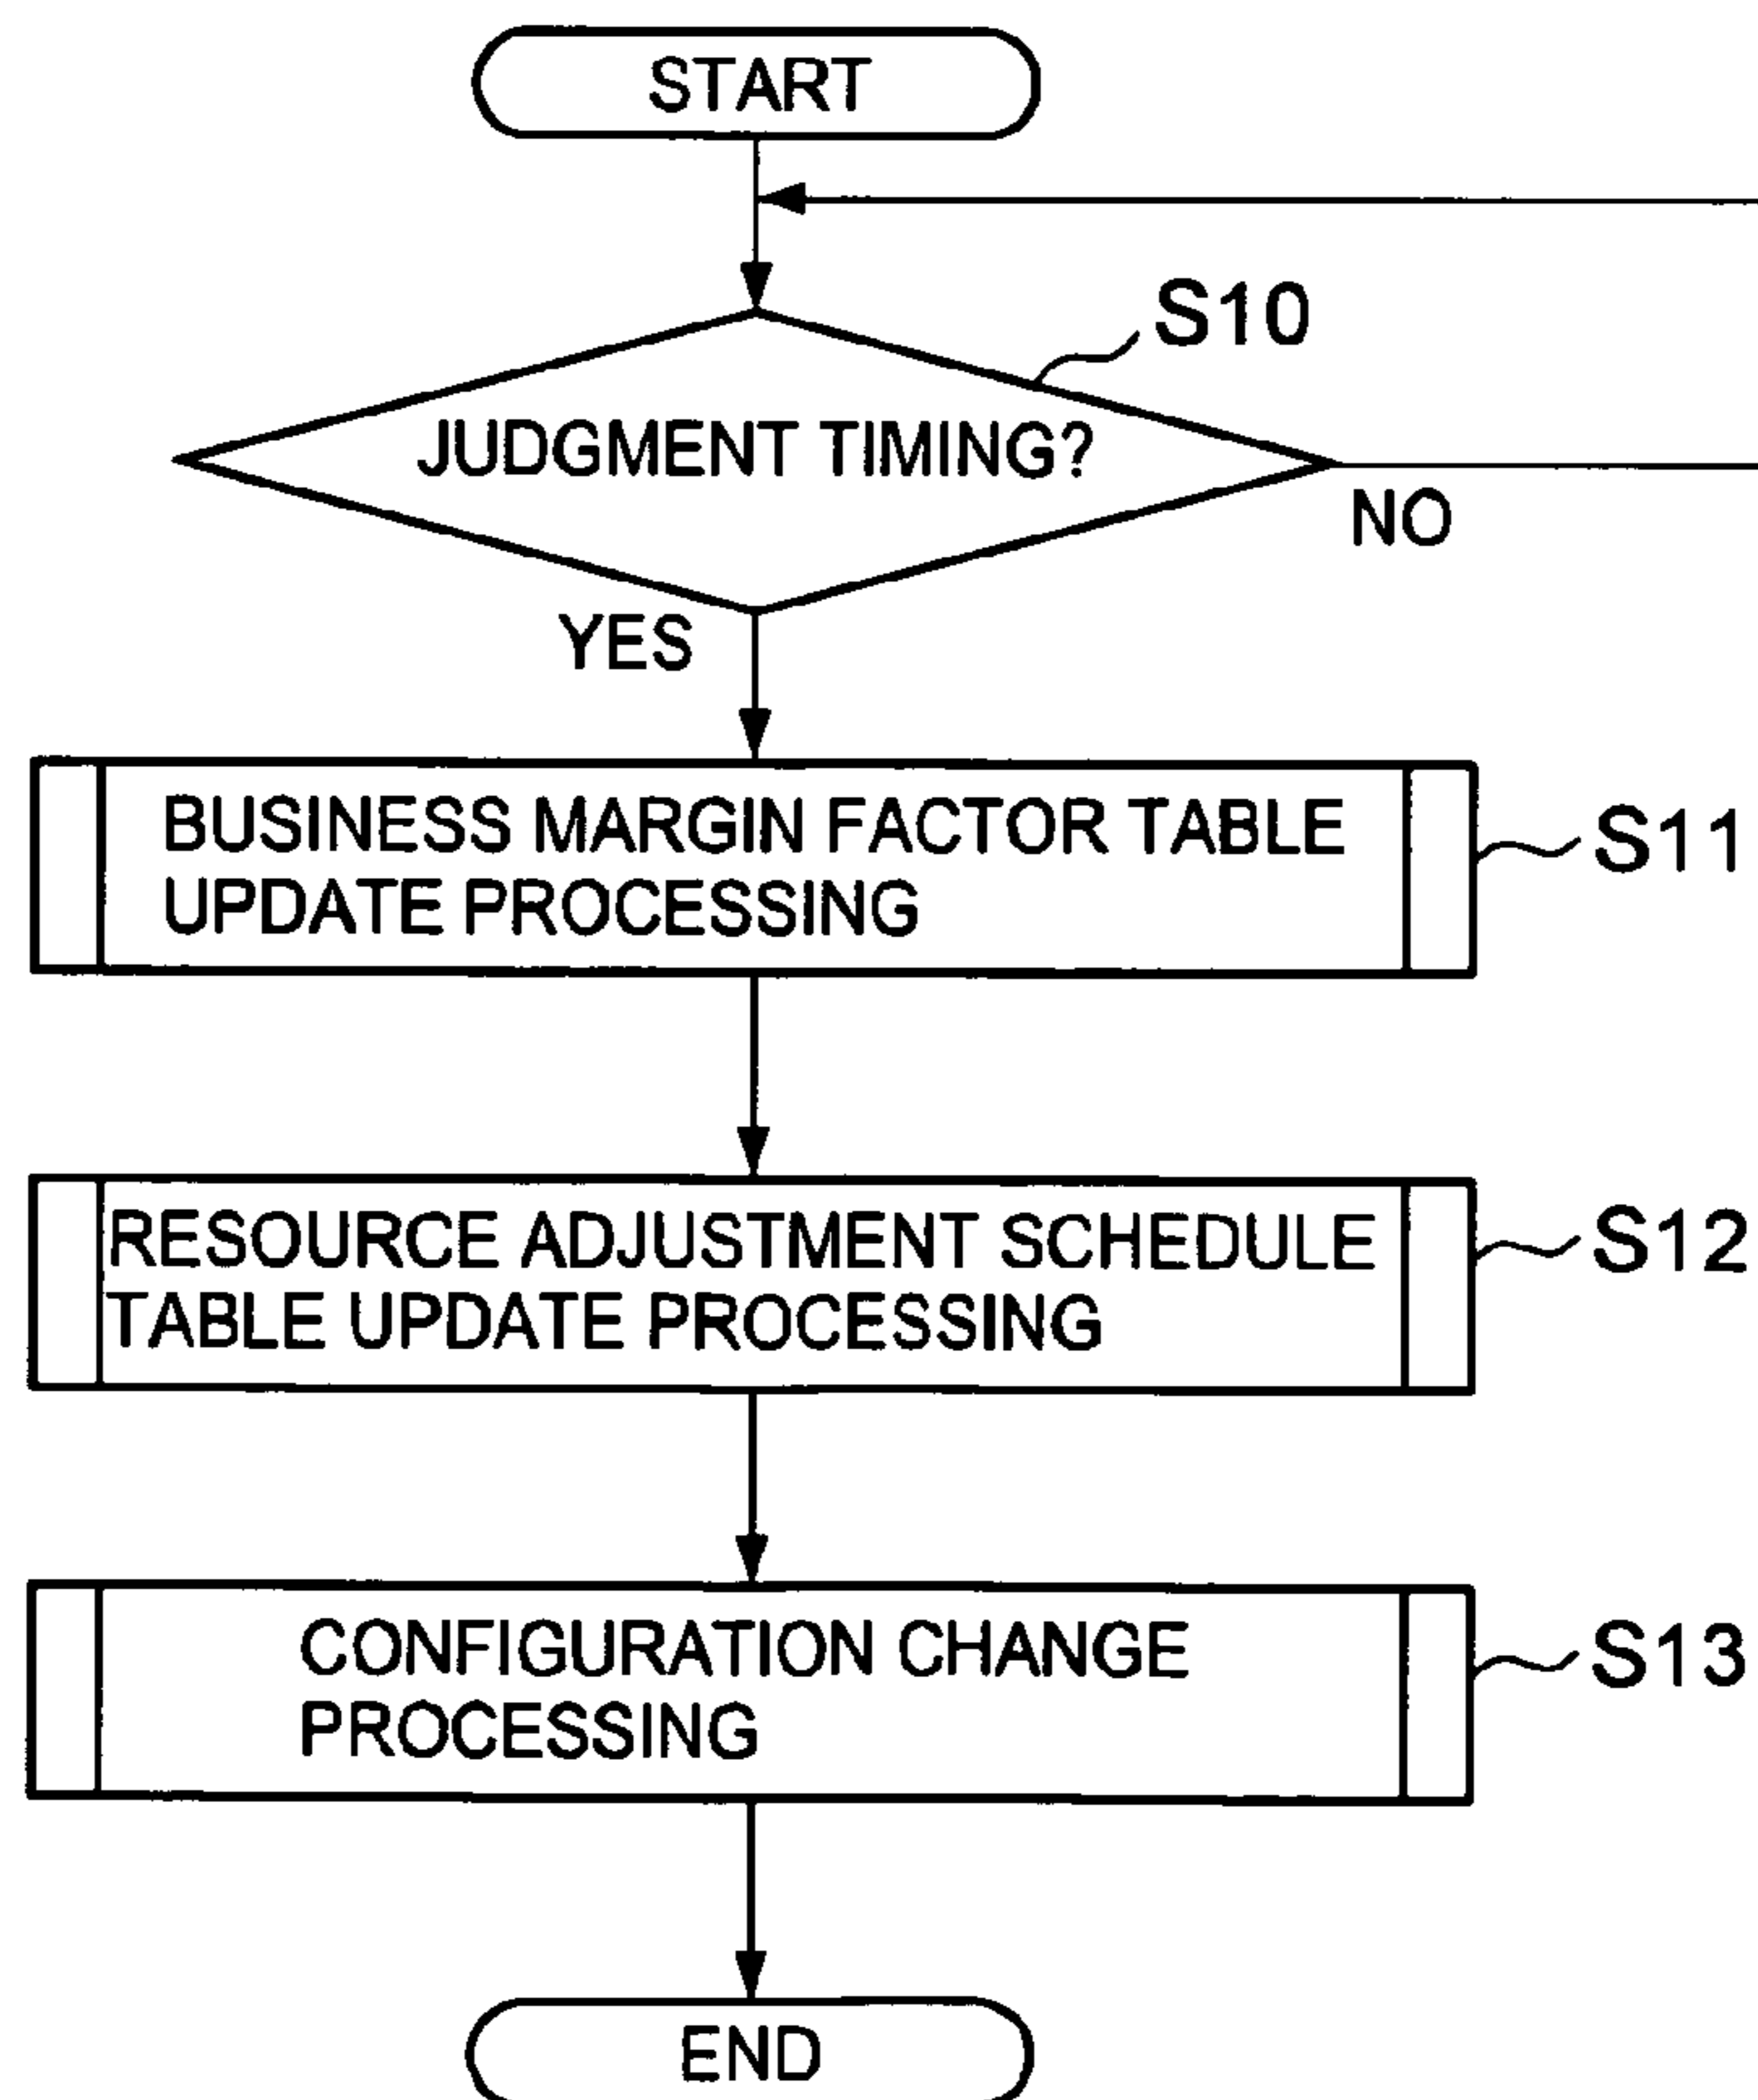 START
S10
JUDGMENT TIMING?
NO
YES
BUSINESS MARGIN FACTOR TABLE
UPDATE PROCESSING
S11
RESOURCE ADJUSTMENT SCHEDULE
TABLE UPDATE PROCESSING
S12
CONFIGURATION CHANGE
PROCESSING
S13
END